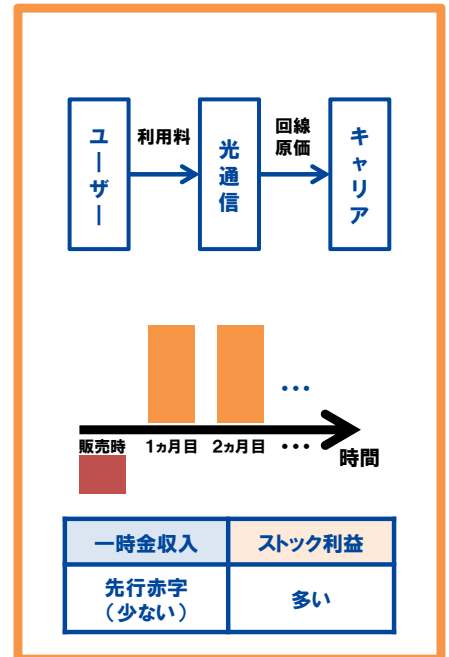 ユーザー
利用料
光通信
回線
原価
キャリア
・・・
販売時
1ヵ月目
2ヵ月目
・・・
時間
一時金収入
ストック利益
先行赤字
(少ない)
多い